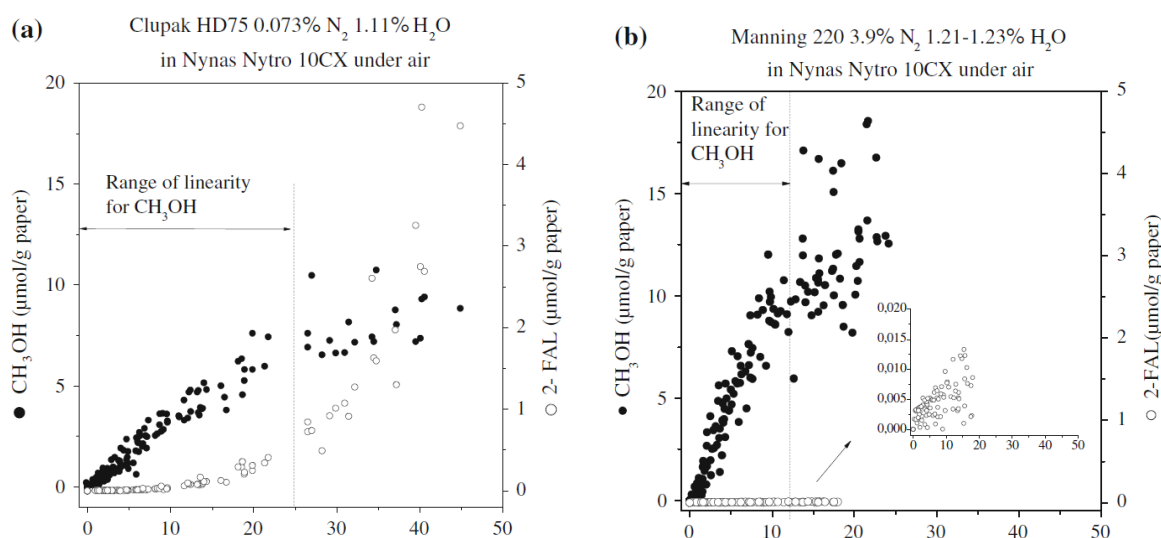 (a)
Clupak HD75 0.073% N₂ 1.11% H₂O
in Nynas Nytro 10CX under air
20
15
10
5
0
CH₃OH (μmol/g paper)
Range of linearity
for CH₃OH
5
4
3
2
1
0
2- FAL (μmol/g paper)
0 10 20 30 40 50
(b)
Manning 220 3.9% N₂ 1.21-1.23% H₂O
in Nynas Nytro 10CX under air
20
15
10
5
0
CH₃OH (μmol/g paper)
Range of
linearity for
CH₃OH
0,020
0,015
0,010
0,005
0,000
0 5 10 15 20 30 40 50
5
4
3
2
1
0
2-FAL(μmol/g paper)
0 10 20 30 40 50